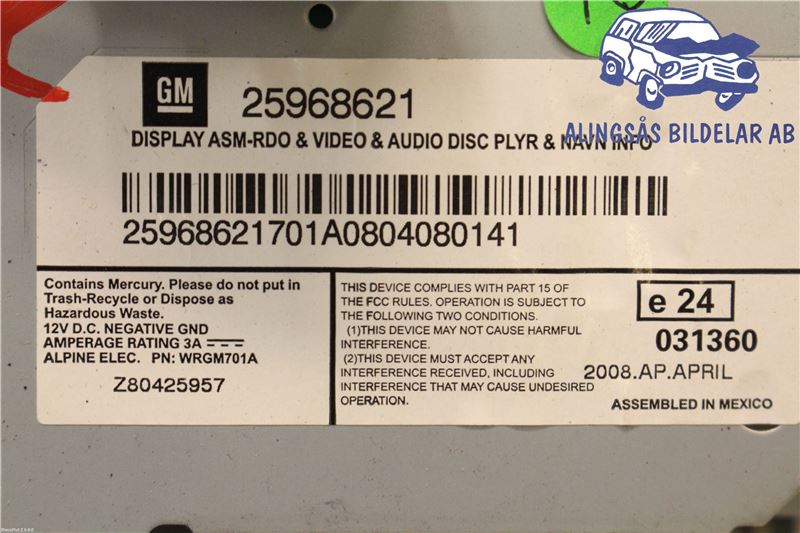 GM
25968621
DISPLAY ASM-RDO & VIDEO & AUDIO DISC PLYR & NAVN INFO
ALINGSÅS BILDELAR AB
25968621701A0804080141
Contains Mercury. Please do not put in
Trash-Recycle or Dispose as
Hazardous Waste.
12V D.C. NEGATIVE GND
AMPERAGE RATING 3A
ALPINE ELEC. PN: WRGM701A
Z80425957
THIS DEVICE COMPLIES WITH PART 15 OF
THE FCC RULES. OPERATION IS SUBJECT TO
THE FOLLOWING TWO CONDITIONS.
(1)THIS DEVICE MAY NOT CAUSE HARMFUL
INTERFERENCE.
(2)THIS DEVICE MUST ACCEPT ANY
INTERFERENCE RECEIVED, INCLUDING
INTERFERENCE THAT MAY CAUSE UNDESIRED
OPERATION.
e 24
031360
2008.AP.APRIL
ASSEMBLED IN MEXICO